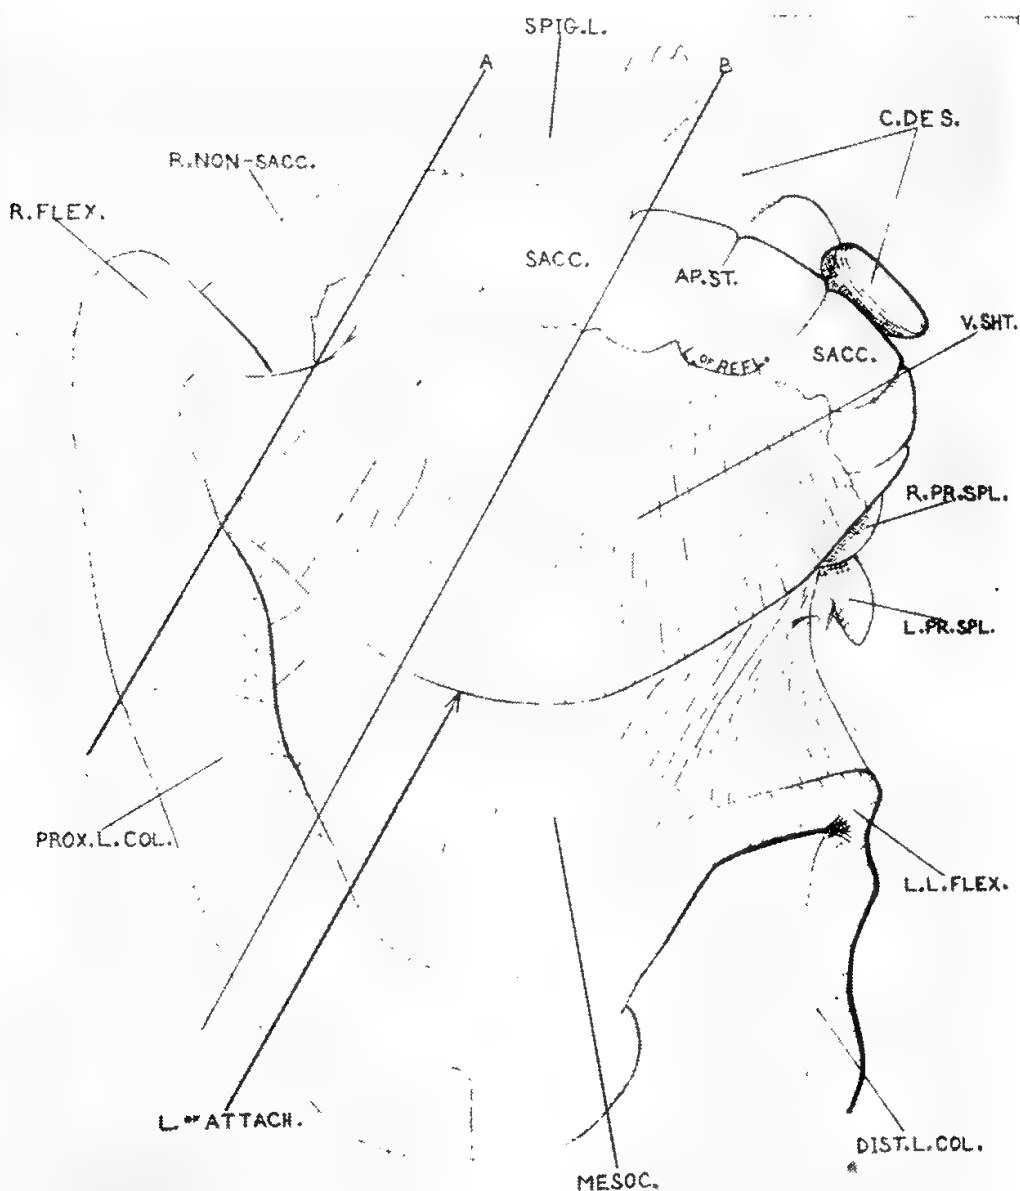 SPIG.L.
A
B
C.DE S.
R.NON-SACC.
R.FLEX.
SACC.
AP.ST.
V.SHT.
L.OF REFX.
SACC.
R.PR.SPL.
L.PR.SPL.
PROX.L.COL.
L.L.FLEX.
L. OF ATTACH.
DIST.L.COL.
MESOC.